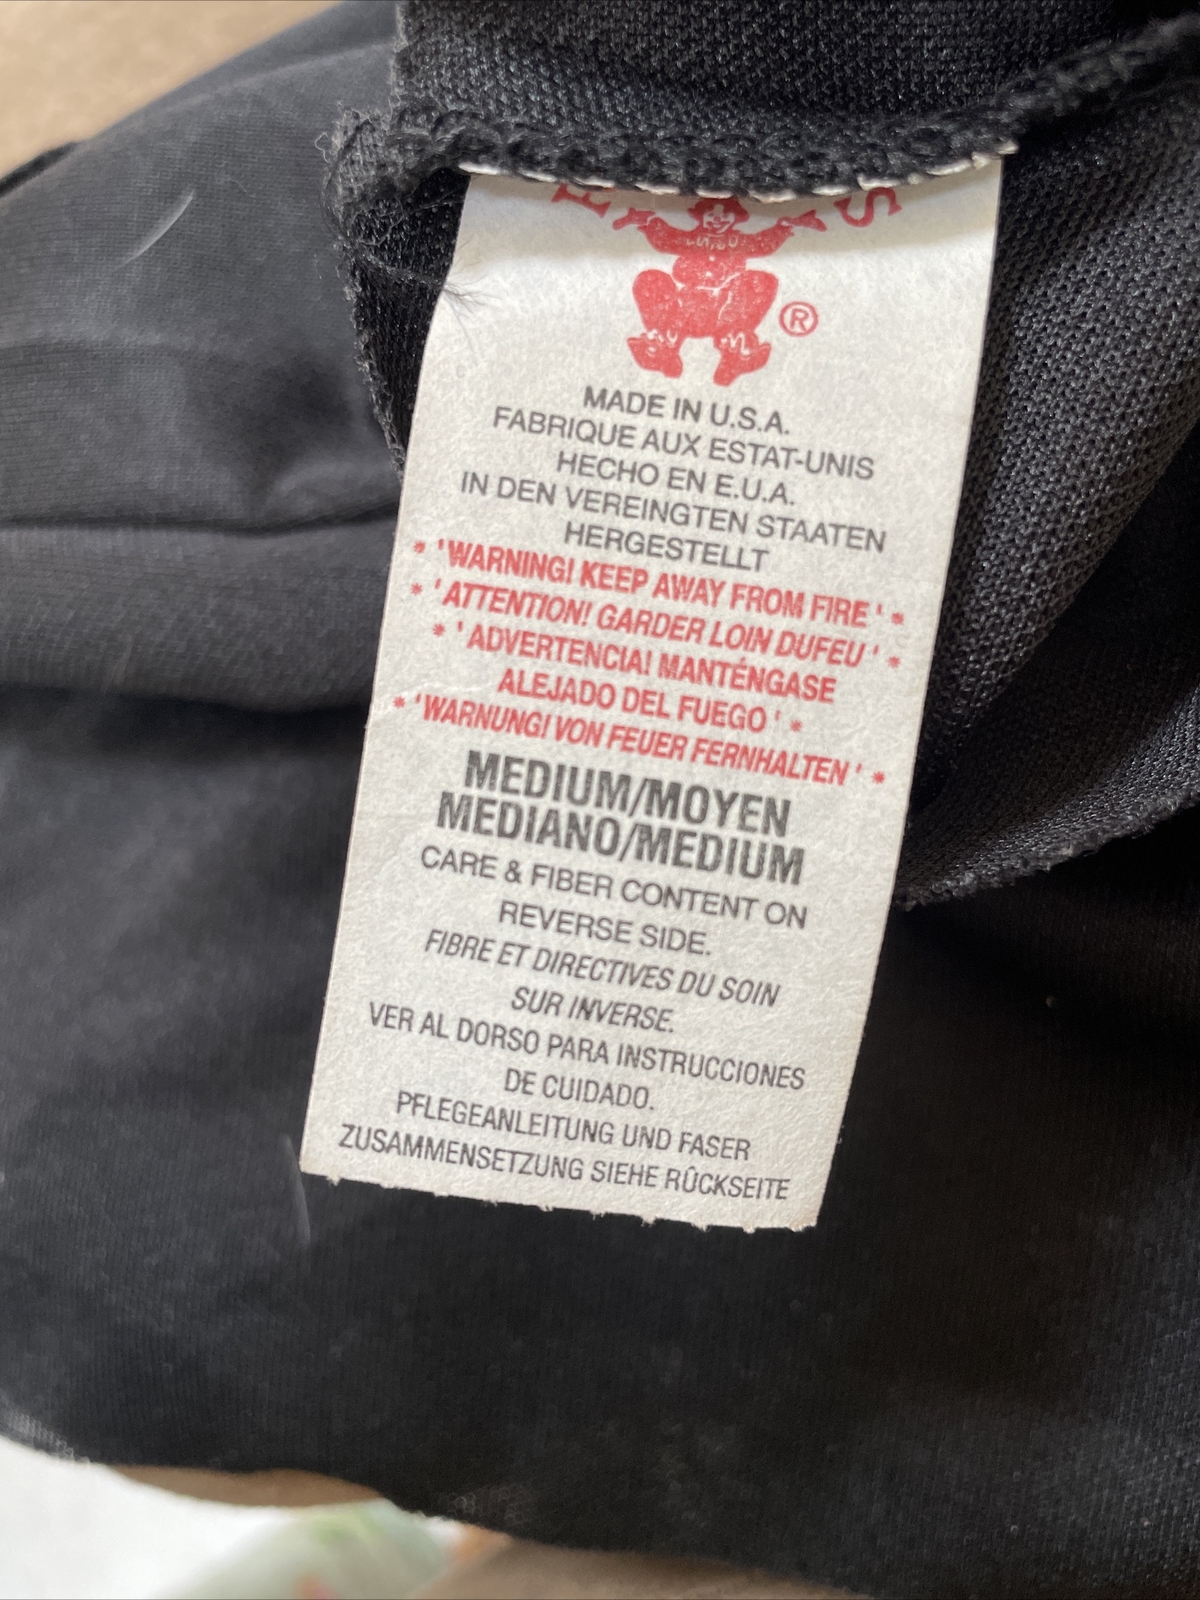 ®
MADE IN U.S.A.
FABRIQUE AUX ESTAT-UNIS
HECHO EN E.U.A.
IN DEN VEREINGTEN STAATEN
HERGESTELLT
* 'WARNING! KEEP AWAY FROM FIRE' *
* 'ATTENTION! GARDER LOIN DUFEU' *
* 'ADVERTENCIA! MANTÉNGASE
ALEJADO DEL FUEGO' *
* 'WARNUNG! VON FEUER FERNHALTEN' *
MEDIUM/MOYEN
MEDIANO/MEDIUM
CARE & FIBER CONTENT ON
REVERSE SIDE.
FIBRE ET DIRECTIVES DU SOIN
SUR INVERSE.
VER AL DORSO PARA INSTRUCCIONES
DE CUIDADO.
PFLEGEANLEITUNG UND FASER
ZUSAMMENSETZUNG SIEHE RÛCKSEITE